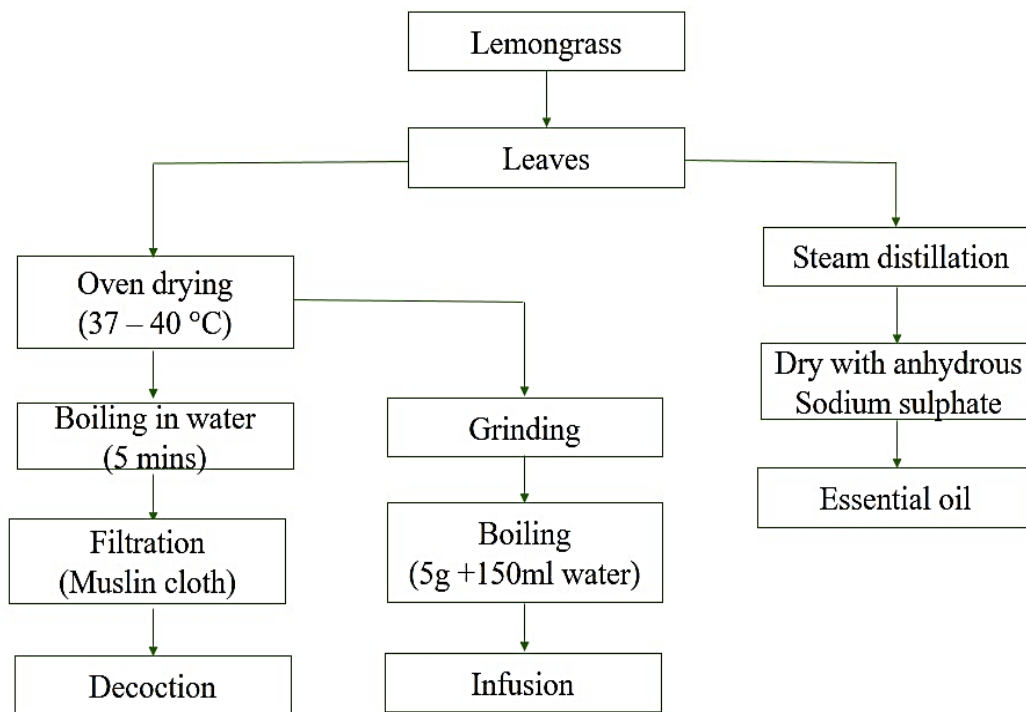 Lemongrass
Leaves
Oven drying
(37 – 40 °C)
Boiling in water
(5 mins)
Filtration
(Muslin cloth)
Decoction
Grinding
Boiling
(5g +150ml water)
Infusion
Steam distillation
Dry with anhydrous
Sodium sulphate
Essential oil